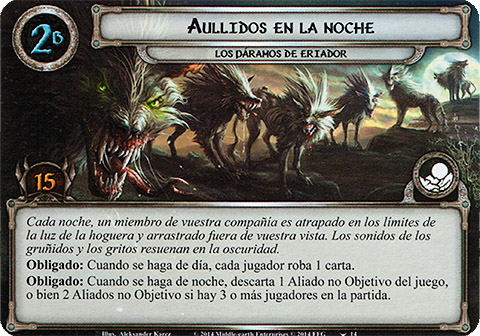 2B
AULLIDOS EN LA NOCHE
LOS PÁRAMOS DE ERIADOR
15
Cada noche, un miembro de vuestra compañía es atrapado en los límites de
la luz de la hoguera y arrastrado fuera de vuestra vista. Los sonidos de los
gruñidos y los gritos resuenan en la oscuridad.
Obligado: Cuando se haga de día, cada jugador roba 1 carta.
Obligado: Cuando se haga de noche, descarta 1 Aliado no Objetivo del juego,
o bien 2 Aliados no Objetivo si hay 3 o más jugadores en la partida.
Illus. Aleksander Karcz
© 2014 Middle-earth Enterprises © 2014 FFG
14